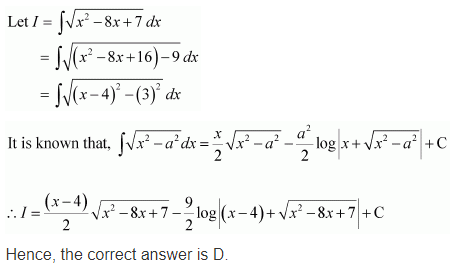 Let I = ∫√(x² − 8x + 7) dx
= ∫√((x² − 8x + 16) − 9) dx
= ∫√((x − 4)² − (3)²) dx
It is known that, ∫√(x² − a²) dx = x/2 √(x² − a²) − a²/2 log|x + √(x² − a²)| + C
∴ I = (x − 4)/2 √(x² − 8x + 7) − 9/2 log|(x − 4) + √(x² − 8x + 7)| + C
Hence, the correct answer is D.